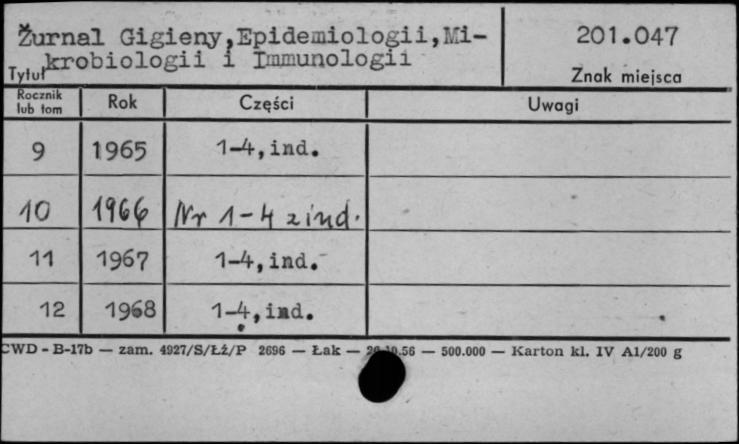 Żurnal Gigieny,Epidemiologii,Mi-
krobiologii i Immunologii
Tytuł
201.047
Znak miejsca
Rocznik lub tom Rok Części Uwagi
9 1965 1-4,ind.
10 1966 Nr 1-4 z ind.
11 1967 1-4,ind.
12 1968 1-4,ind.
CWD - B-17b — zam. 4927/S/Łź/P 2696 — Łak — .56 — 500.000 — Karton kl. IV A1/200 g